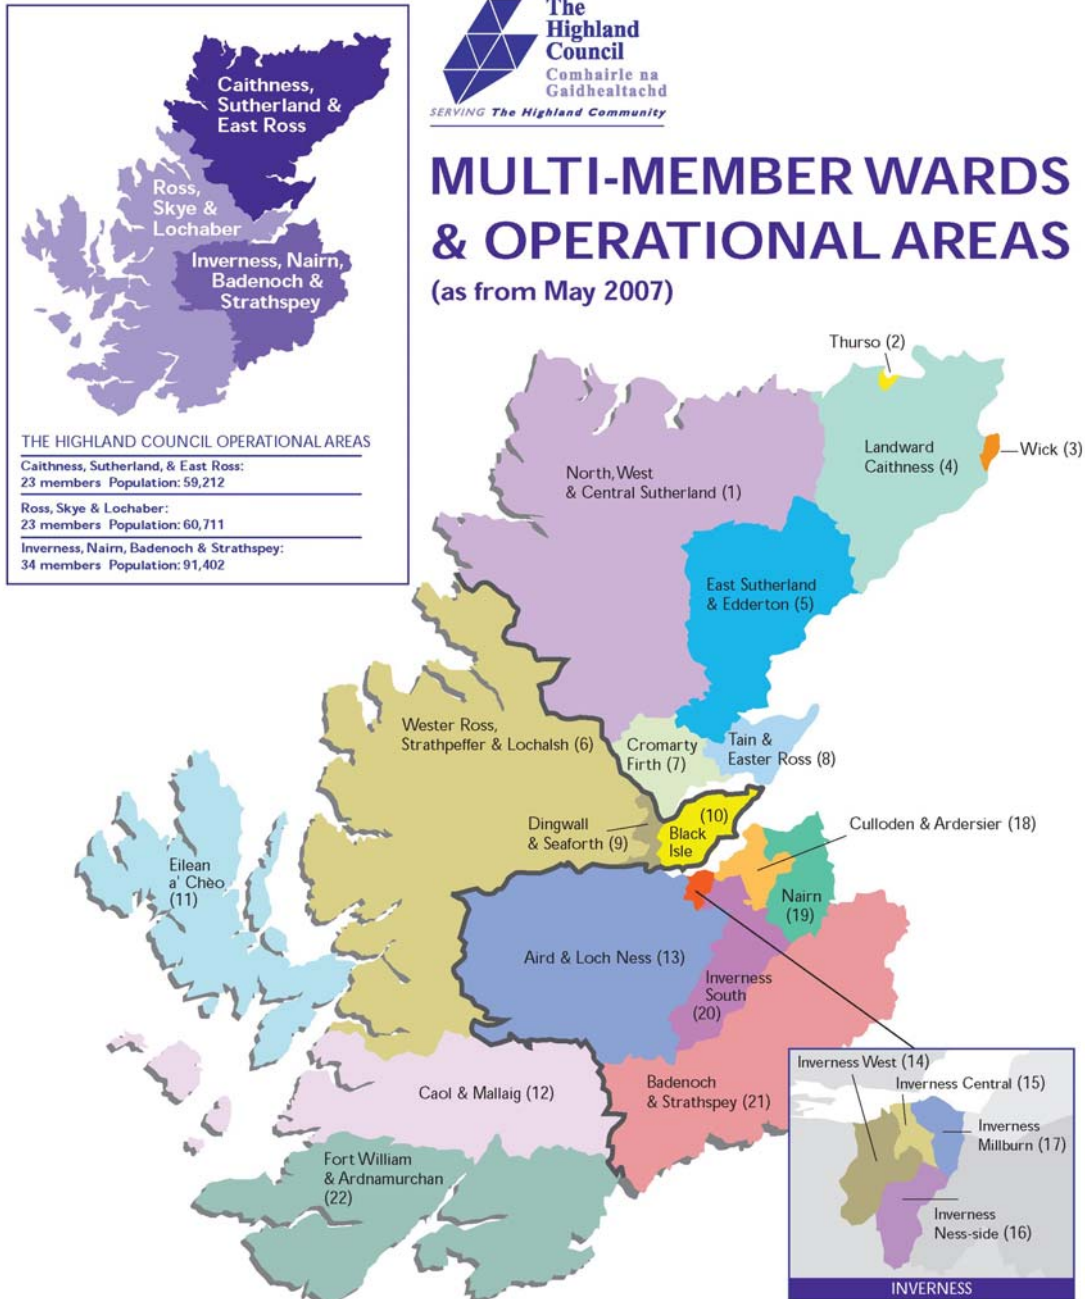 The
Highland
Council
Comhairle na
Gaidhealtachd
SERVING The Highland Community
MULTI-MEMBER WARDS
& OPERATIONAL AREAS
(as from May 2007)
Caithness,
Sutherland &
East Ross
Ross,
Skye &
Lochaber
Inverness, Nairn,
Badenoch &
Strathspey
THE HIGHLAND COUNCIL OPERATIONAL AREAS
Caithness, Sutherland, & East Ross:
23 members Population: 59,212
Ross, Skye & Lochaber:
23 members Population: 60,711
Inverness, Nairn, Badenoch & Strathspey:
34 members Population: 91,402
Thurso (2)
Landward
Caithness (4)
Wick (3)
North, West
& Central Sutherland (1)
East Sutherland
& Edderton (5)
Wester Ross,
Strathpeffer & Lochalsh (6)
Cromarty
Firth (7)
Tain &
Easter Ross (8)
Dingwall
& Seaforth (9)
(10)
Black
Isle
Culloden & Ardersier (18)
Eilean
a' Chèo
(11)
Nairn
(19)
Aird & Loch Ness (13)
Inverness
South
(20)
Caol & Mallaig (12)
Badenoch
& Strathspey (21)
Fort William
& Ardnamurchan
(22)
Inverness West (14)
Inverness Central (15)
Inverness
Millburn (17)
Inverness
Ness-side (16)
INVERNESS